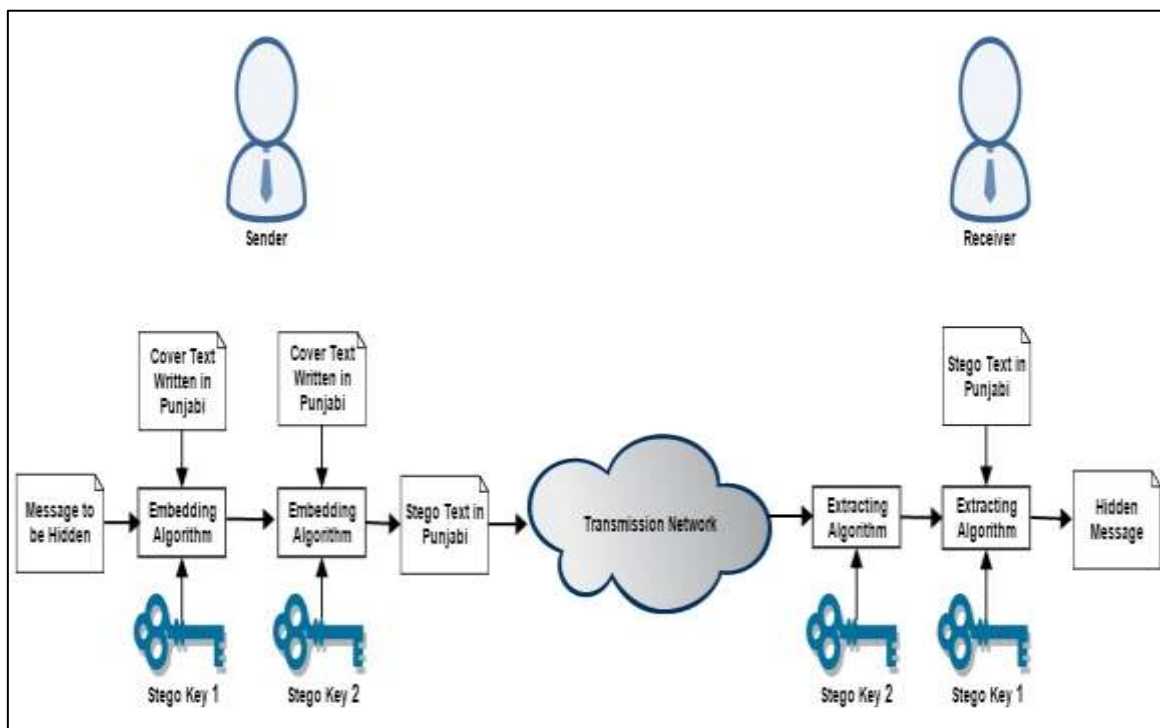 Sender
Receiver
Cover Text
Written in
Punjabi
Cover Text
Written in
Punjabi
Stego Text in
Punjabi
Message to
be Hidden
Embedding
Algorithm
Embedding
Algorithm
Stego Text in
Punjabi
Transmission Network
Extracting
Algorithm
Extracting
Algorithm
Hidden
Message
Stego Key 1
Stego Key 2
Stego Key 2
Stego Key 1